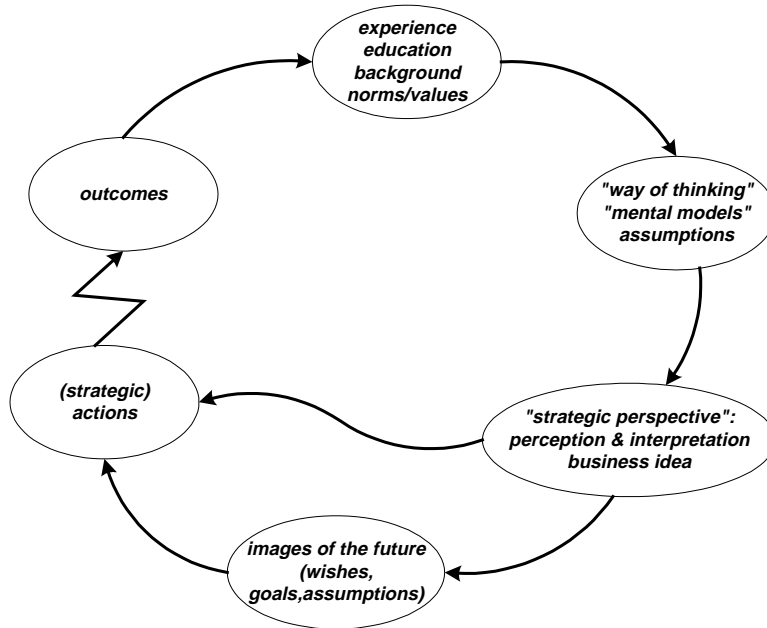 experience
education
background
norms/values
"way of thinking"
"mental models"
assumptions
outcomes
(strategic)
actions
"strategic perspective":
perception & interpretation
business idea
images of the future
(wishes,
goals,assumptions)